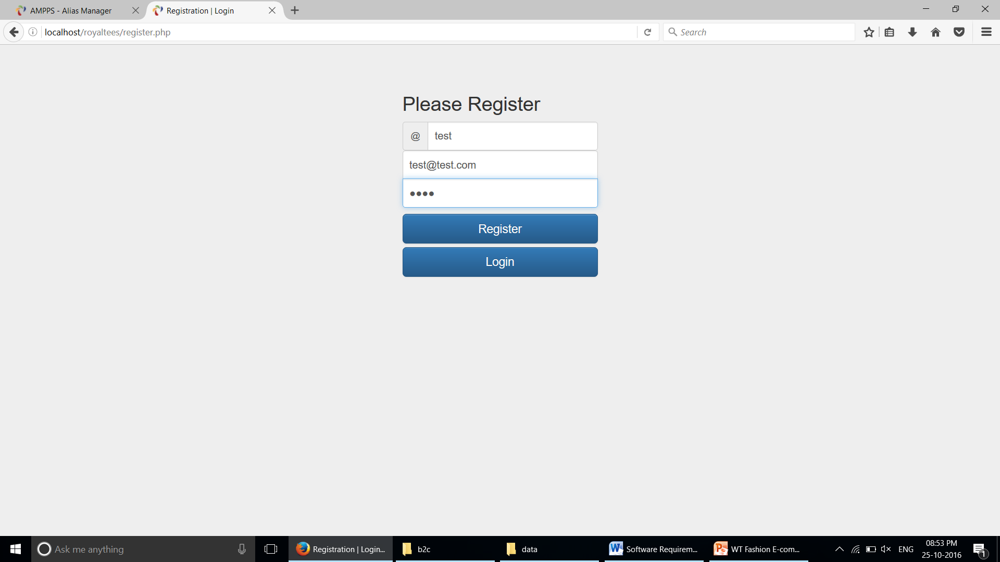 AMPPS - Alias Manager
Registration | Login
localhost/royaltees/register.php
Search
Please Register
@ test
test@test.com
••••
Register
Login
Ask me anything
Registration | Login...
b2c
data
Software Requirem...
WT Fashion E-com...
ENG
08:53 PM
25-10-2016
1